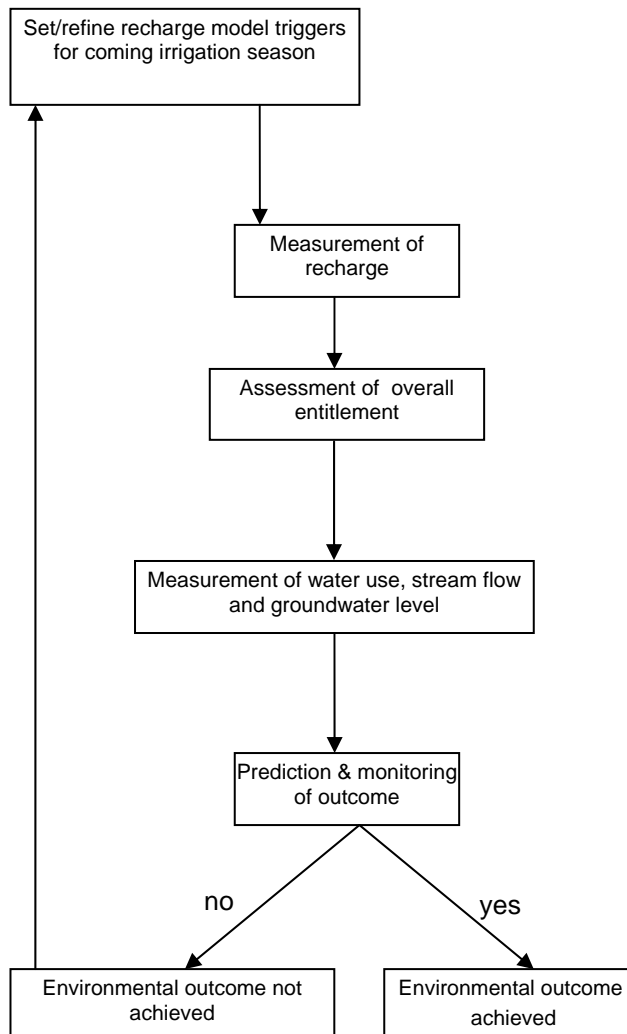 Set/refine recharge model triggers
for coming irrigation season
Measurement of
recharge
Assessment of overall
entitlement
Measurement of water use, stream flow
and groundwater level
Prediction & monitoring
of outcome
no
yes
Environmental outcome not
achieved
Environmental outcome
achieved